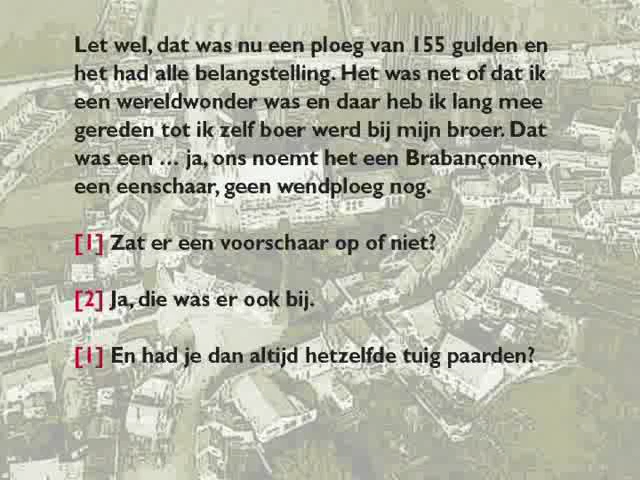 Let wel, dat was nu een ploeg van 155 gulden en
het had alle belangstelling. Het was net of dat ik
een wereldwonder was en daar heb ik lang mee
gereden tot ik zelf boer werd bij mijn broer. Dat
was een … ja, ons noemt het een Brabançonne,
een eenschaar, geen wendploeg nog.
[1] Zat er een voorschaar op of niet?
[2] Ja, die was er ook bij.
[1] En had je dan altijd hetzelfde tuig paarden?